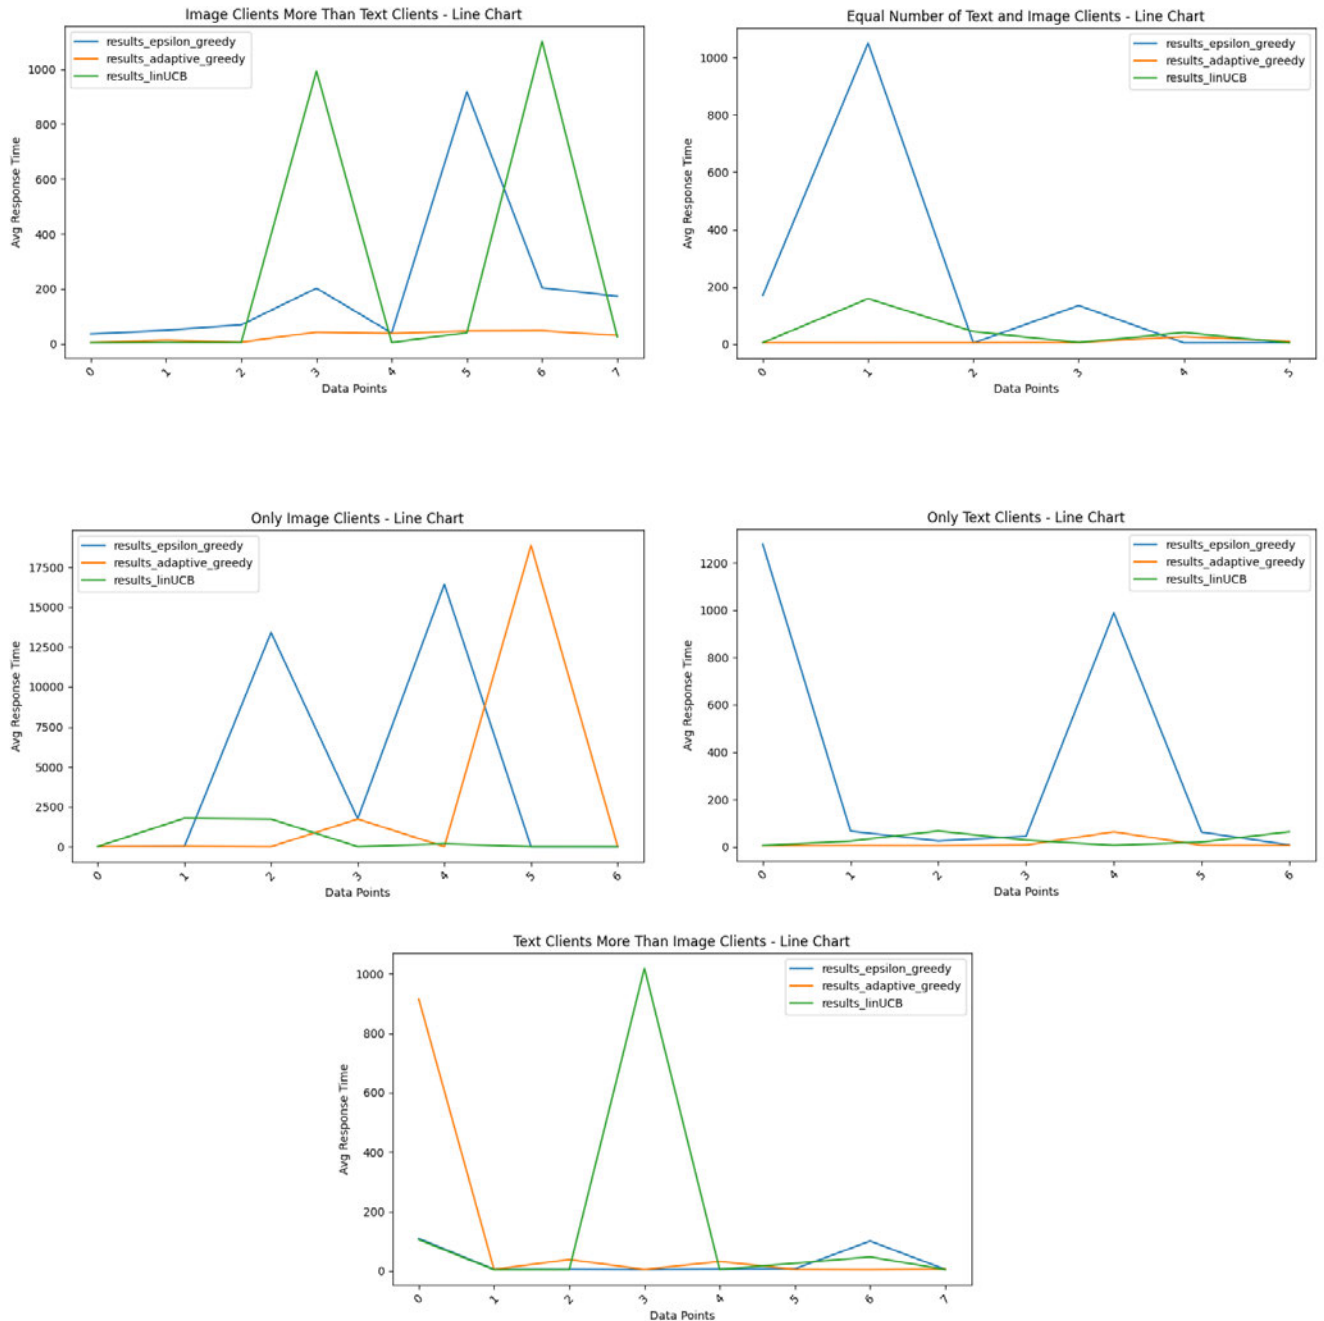 Image Clients More Than Text Clients - Line Chart
results_epsilon_greedy
results_adaptive_greedy
results_linUCB
Avg Response Time
1000
800
600
400
200
0
0 1 2 3 4 5 6 7
Data Points
Equal Number of Text and Image Clients - Line Chart
results_epsilon_greedy
results_adaptive_greedy
results_linUCB
Avg Response Time
1000
800
600
400
200
0
0 1 2 3 4 5
Data Points
Only Image Clients - Line Chart
results_epsilon_greedy
results_adaptive_greedy
results_linUCB
Avg Response Time
17500
15000
12500
10000
7500
5000
2500
0
0 1 2 3 4 5 6
Data Points
Only Text Clients - Line Chart
results_epsilon_greedy
results_adaptive_greedy
results_linUCB
Avg Response Time
1200
1000
800
600
400
200
0
0 1 2 3 4 5 6
Data Points
Text Clients More Than Image Clients - Line Chart
results_epsilon_greedy
results_adaptive_greedy
results_linUCB
Avg Response Time
1000
800
600
400
200
0
0 1 2 3 4 5 6 7
Data Points